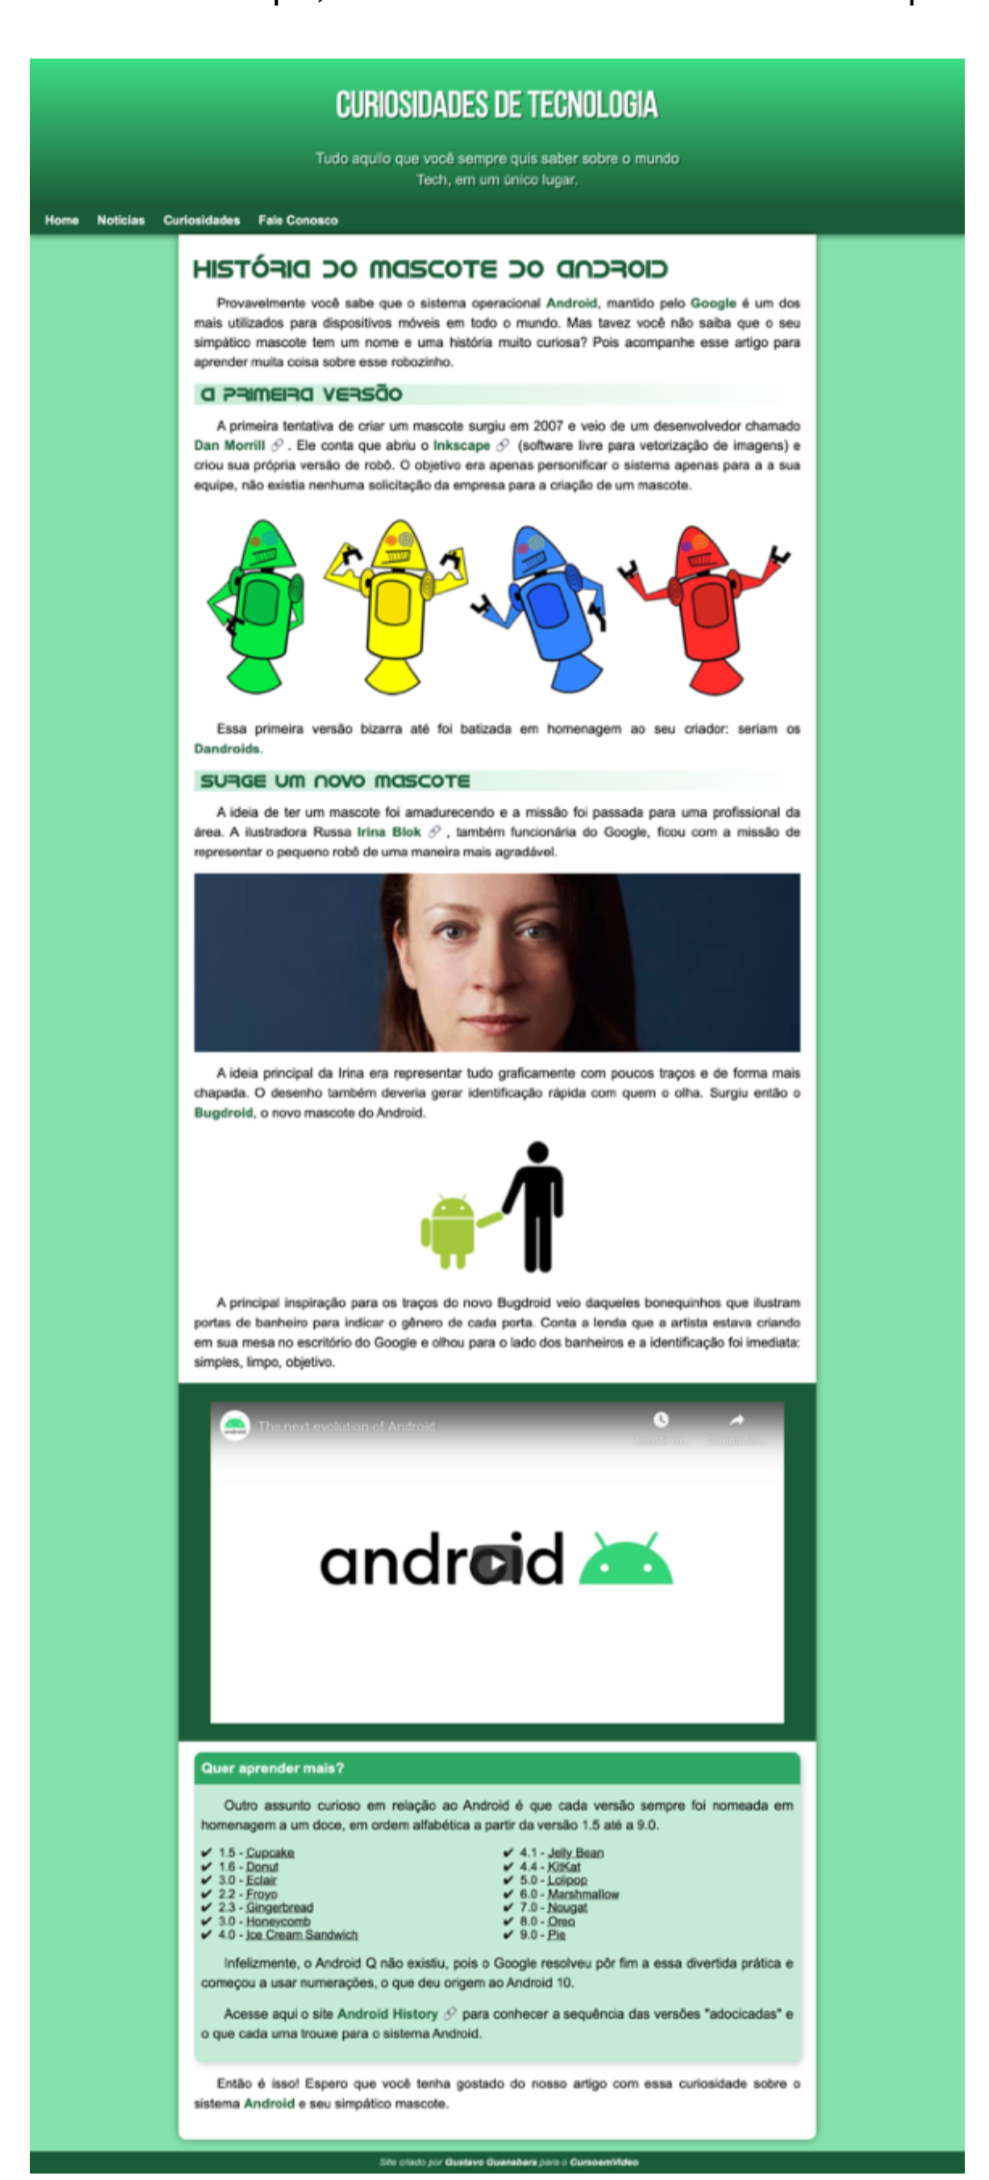 CURIOSIDADES DE TECNOLOGIA
Tudo aquilo que você sempre quis saber sobre o mundo
Tech, em um único lugar.
Home Notícias Curiosidades Fale Conosco
História do Mascote do Android
Provavelmente você sabe que o sistema operacional Android, mantido pelo Google é um dos
mais utilizados para dispositivos móveis em todo o mundo. Mas tavez você não saiba que o seu
simpático mascote tem um nome e uma história muito curiosa? Pois acompanhe esse artigo para
aprender muita coisa sobre esse robozinho.
A primeira versão
A primeira tentativa de criar um mascote surgiu em 2007 e veio de um desenvolvedor chamado
Dan Morrill 🔗 . Ele conta que abriu o Inkscape 🔗 (software livre para vetorização de imagens) e
criou sua própria versão de robô. O objetivo era apenas personificar o sistema apenas para a a sua
equipe, não existia nenhuma solicitação da empresa para a criação de um mascote.
Essa primeira versão bizarra até foi batizada em homenagem ao seu criador: seriam os
Dandroids.
Surge um novo mascote
A ideia de ter um mascote foi amadurecendo e a missão foi passada para uma profissional da
área. A ilustradora Russa Irina Blok 🔗 , também funcionária do Google, ficou com a missão de
representar o pequeno robô de uma maneira mais agradável.
A ideia principal da Irina era representar tudo graficamente com poucos traços e de forma mais
chapada. O desenho também deveria gerar identificação rápida com quem o olha. Surgiu então o
Bugdroid, o novo mascote do Android.
A principal inspiração para os traços do novo Bugdroid veio daqueles bonequinhos que ilustram
portas de banheiro para indicar o gênero de cada porta. Conta a lenda que a artista estava criando
em sua mesa no escritório do Google e olhou para o lado dos banheiros e a identificação foi imediata:
simples, limpo, objetivo.
The next evolution of Android
android
Quer aprender mais?
Outro assunto curioso em relação ao Android é que cada versão sempre foi nomeada em
homenagem a um doce, em ordem alfabética a partir da versão 1.5 até a 9.0.
✔ 1.5 - Cupcake
✔ 1.6 - Donut
✔ 3.0 - Eclair
✔ 2.2 - Froyo
✔ 2.3 - Gingerbread
✔ 3.0 - Honeycomb
✔ 4.0 - Ice Cream Sandwich
✔ 4.1 - Jelly Bean
✔ 4.4 - KitKat
✔ 5.0 - Lolipop
✔ 6.0 - Marshmallow
✔ 7.0 - Nougat
✔ 8.0 - Oreo
✔ 9.0 - Pie
Infelizmente, o Android Q não existiu, pois o Google resolveu pôr fim a essa divertida prática e
começou a usar numerações, o que deu origem ao Android 10.
Acesse aqui o site Android History 🔗 para conhecer a sequência das versões "adocicadas" e
o que cada uma trouxe para o sistema Android.
Então é isso! Espero que você tenha gostado do nosso artigo com essa curiosidade sobre o
sistema Android e seu simpático mascote.
Site criado por Gustavo Guanabara para o CursoemVídeo